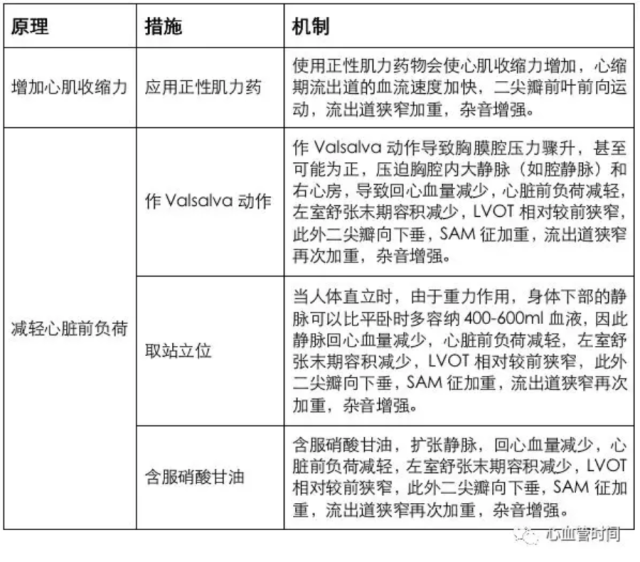 原理 措施 机制
增加心肌收缩力
应用正性肌力药
使用正性肌力药物会使心肌收缩力增加，心缩
期流出道的血流速度加快，二尖瓣前叶前向运
动，流出道狭窄加重，杂音增强。
减轻心脏前负荷
作 Valsalva 动作
作 Valsalva 动作导致胸膜腔压力骤升，甚至
可能为正，压迫胸腔内大静脉（如腔静脉）和
右心房，导致回心血量减少，心脏前负荷减轻，
左室舒张末期容积减少，LVOT 相对较前狭窄，
此外二尖瓣向下垂，SAM 征加重，流出道狭窄
再次加重，杂音增强。
取站立位
当人体直立时，由于重力作用，身体下部的静
脉可以比平卧时多容纳 400-600ml 血液，因此
静脉回心血量减少，心脏前负荷减轻，左室舒
张末期容积减少，LVOT 相对较前狭窄，此外
二尖瓣向下垂，SAM 征加重，流出道狭窄再次
加重，杂音增强。
含服硝酸甘油
含服硝酸甘油，扩张静脉，回心血量减少，心
脏前负荷减轻，左室舒张末期容积减少，LVOT
相对较前狭窄，此外二尖瓣向下垂，SAM 征加
重，流出道狭窄再次加重，杂音增强。
心血管时间